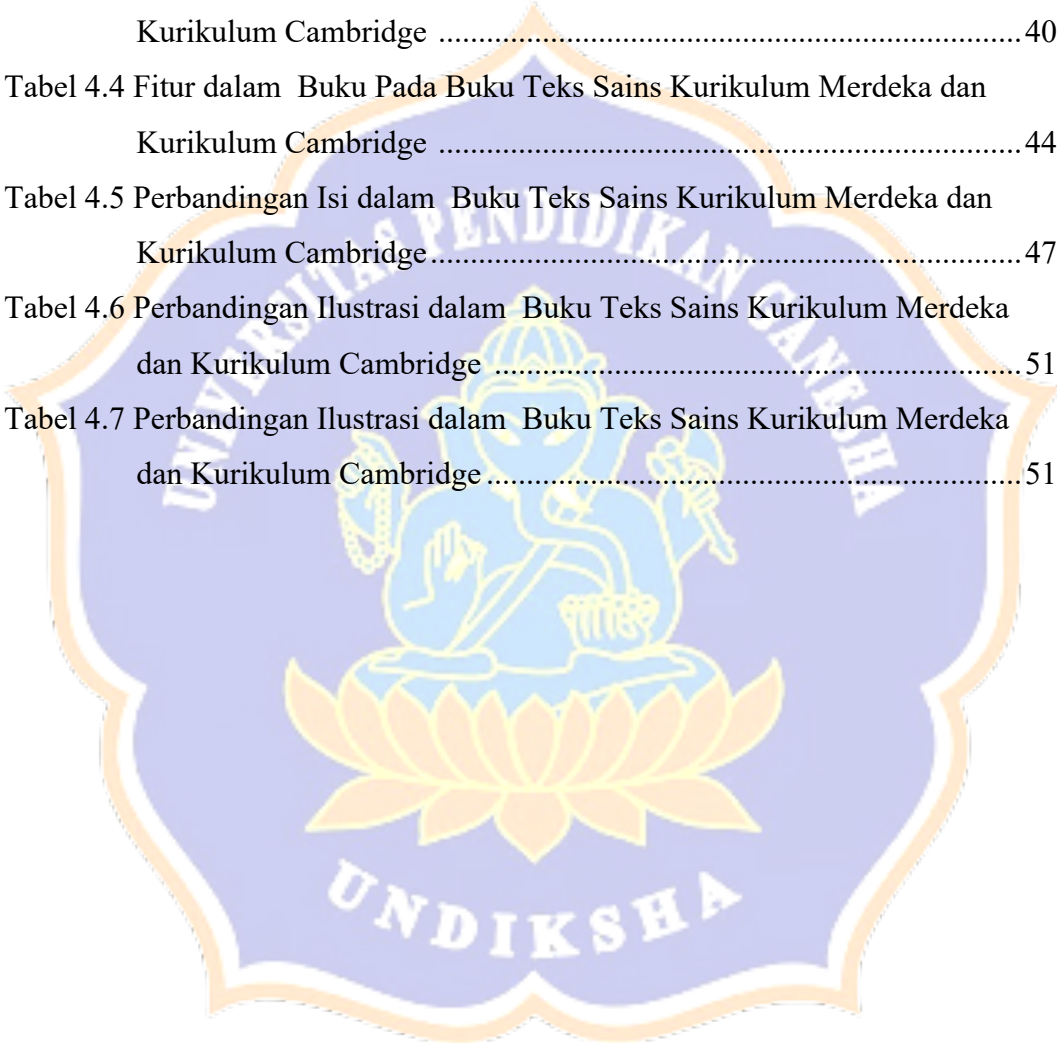 Kurikulum Cambridge ....................................................................... 40
Tabel 4.4 Fitur dalam  Buku Pada Buku Teks Sains Kurikulum Merdeka dan
Kurikulum Cambridge ....................................................................... 44
Tabel 4.5 Perbandingan Isi dalam  Buku Teks Sains Kurikulum Merdeka dan
Kurikulum Cambridge ........................................................................ 47
Tabel 4.6 Perbandingan Ilustrasi dalam  Buku Teks Sains Kurikulum Merdeka
dan Kurikulum Cambridge ................................................................ 51
Tabel 4.7 Perbandingan Ilustrasi dalam  Buku Teks Sains Kurikulum Merdeka
dan Kurikulum Cambridge ................................................................. 51
UNIVERSITAS PENDIDIKAN GANESHA
UNDIKSHA